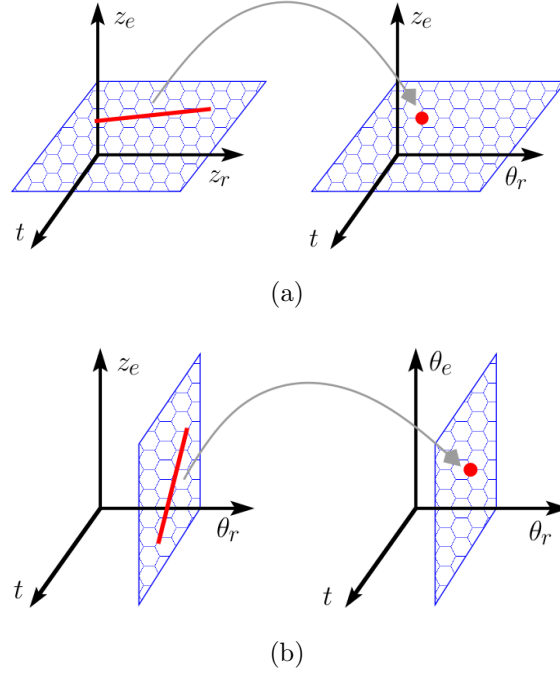 z_e z_e
z_r θ_r
t t
(a)
z_e θ_e
θ_r θ_r
t t
(b)